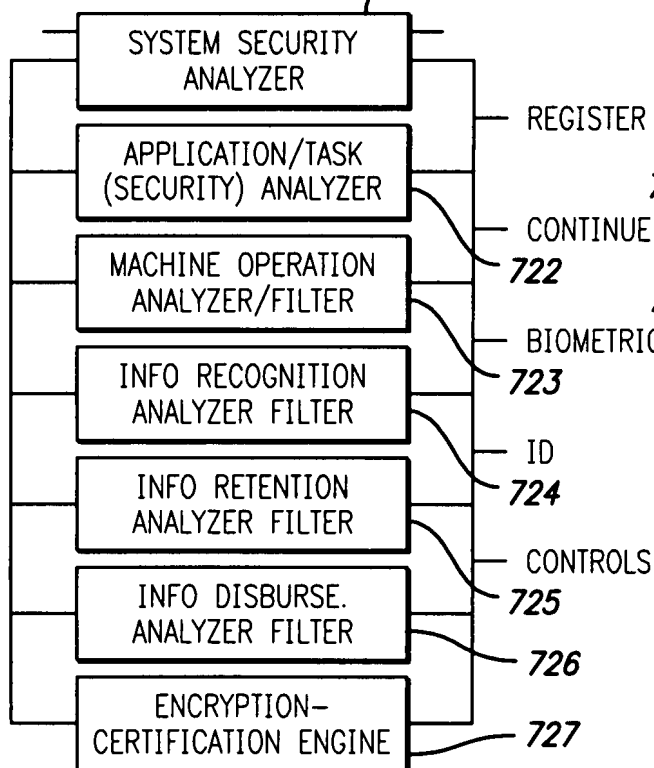 SYSTEM SECURITY
ANALYZER
REGISTER
APPLICATION/TASK
(SECURITY) ANALYZER
CONTINUE
722
MACHINE OPERATION
ANALYZER/FILTER
BIOMETRIC
723
INFO RECOGNITION
ANALYZER FILTER
ID
724
INFO RETENTION
ANALYZER FILTER
CONTROLS
725
INFO DISBURSE.
ANALYZER FILTER
726
ENCRYPTION–
CERTIFICATION ENGINE
727